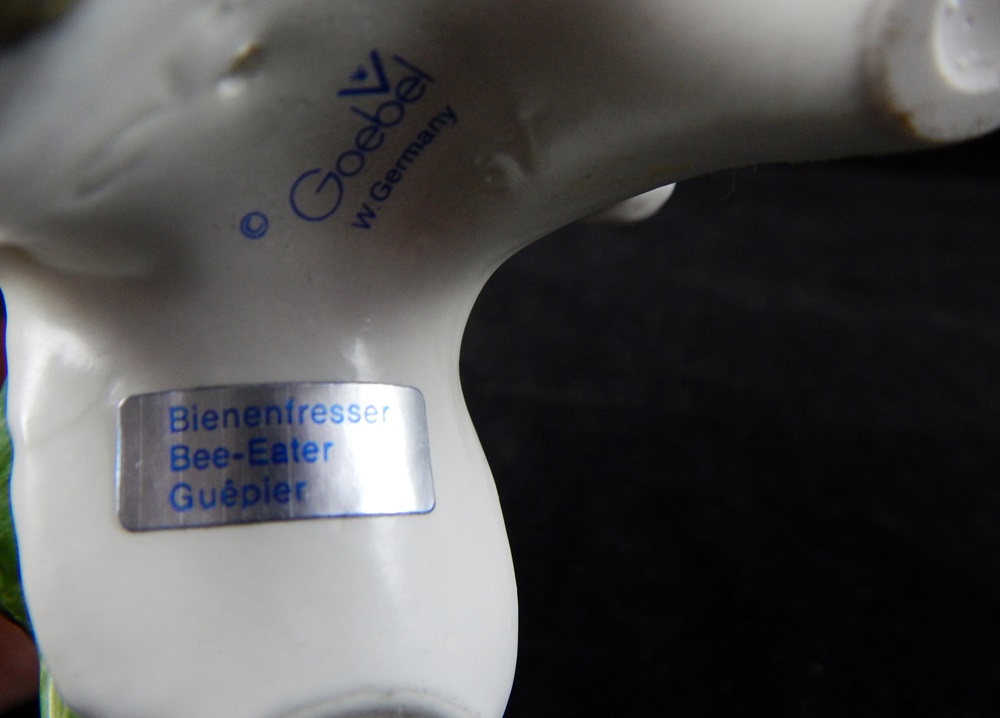 © Goebel
W. Germany
Bienenfresser
Bee-Eater
Guêpier